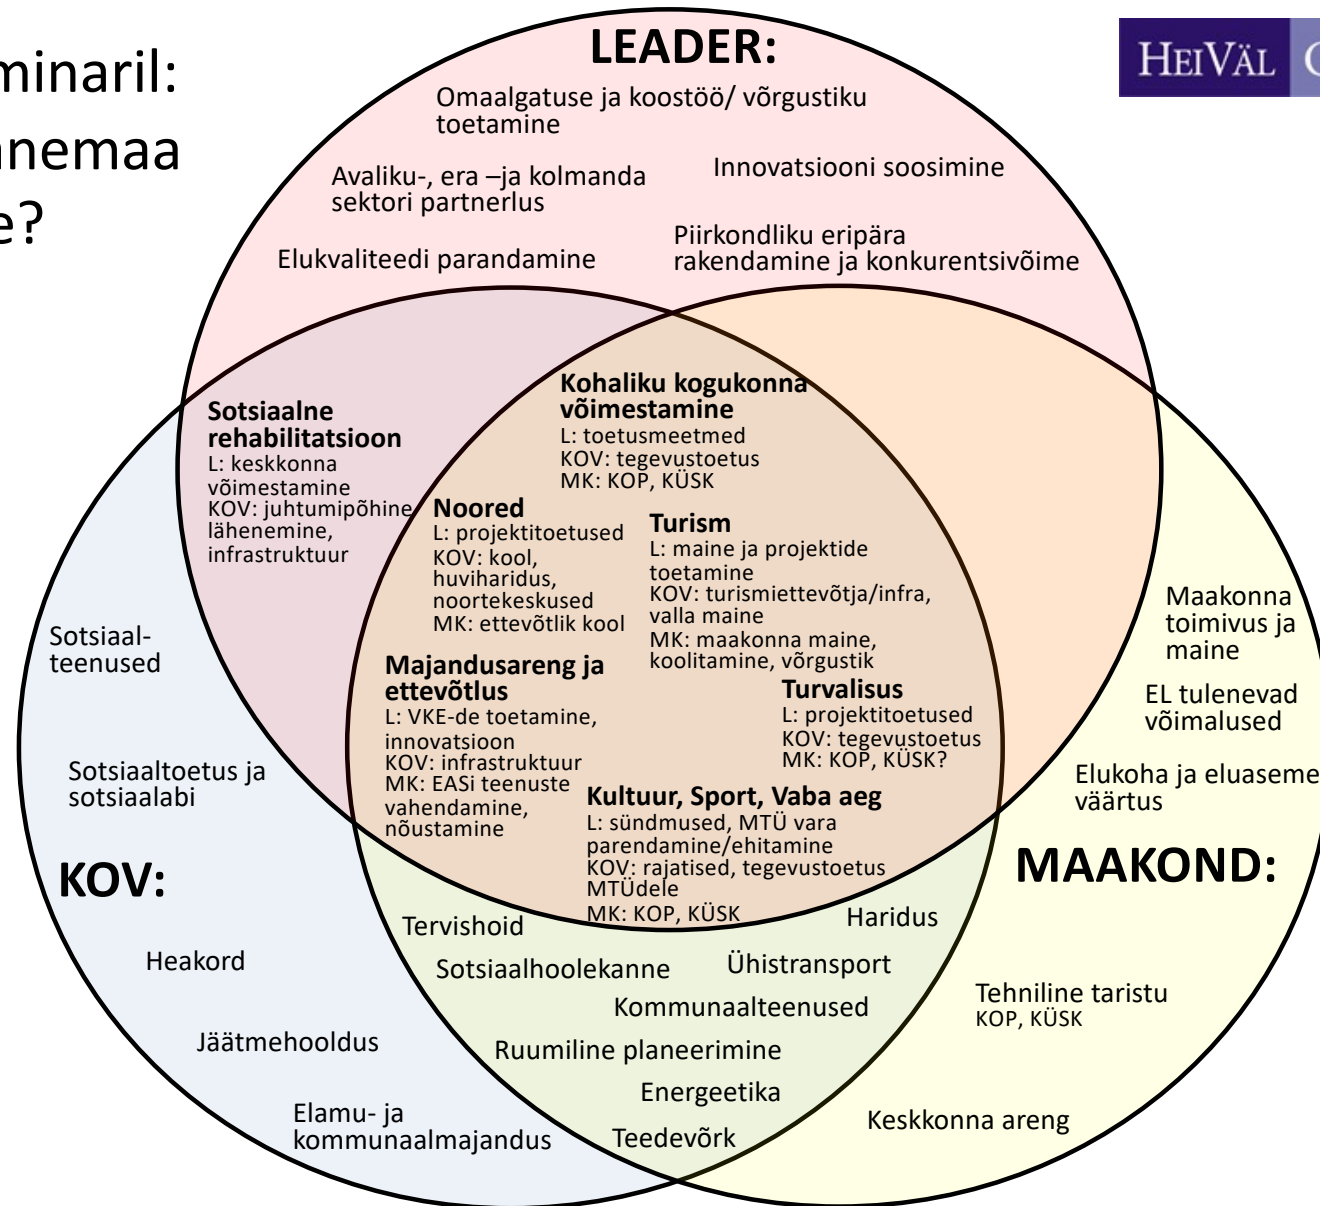 minaril:
nemaa
e?
HEIVÄL
LEADER:
Omaalgatuse ja koostöö/ võrgustiku
toetamine
Avaliku-, era –ja kolmanda
sektori partnerlus
Innovatsiooni soosimine
Elukvaliteedi parandamine
Piirkondliku eripära
rakendamine ja konkurentsivõime
Sotsiaalne
rehabilitatsioon
L: keskkonna
võimestamine
KOV: juhtumipõhine
lähenemine,
infrastruktuur
Kohaliku kogukonna
võimestamine
L: toetusmeetmed
KOV: tegevustoetus
MK: KOP, KÜSK
Noored
L: projektitoetused
KOV: kool,
huviharidus,
noortekeskused
MK: ettevõtlik kool
Turism
L: maine ja projektide
toetamine
KOV: turismiettevõtja/infra,
valla maine
MK: maakonna maine,
koolitamine, võrgustik
Majandusareng ja
ettevõtlus
L: VKE-de toetamine,
innovatsioon
KOV: infrastruktuur
MK: EASi teenuste
vahendamine,
nõustamine
Turvalisus
L: projektitoetused
KOV: tegevustoetus
MK: KOP, KÜSK?
Kultuur, Sport, Vaba aeg
L: sündmused, MTÜ vara
parendamine/ehitamine
KOV: rajatised, tegevustoetus
MTÜdele
MK: KOP, KÜSK
Sotsiaal-
teenused
Sotsiaaltoetus ja
sotsiaalabi
KOV:
Heakord
Jäätmehooldus
Elamu- ja
kommunaalmajandus
Maakonna
toimivus ja
maine
EL tulenevad
võimalused
Elukoha ja eluaseme
väärtus
MAAKOND:
Tehniline taristu
KOP, KÜSK
Keskkonna areng
Tervishoid
Haridus
Sotsiaalhoolekanne
Ühistransport
Kommunaalteenused
Ruumiline planeerimine
Energeetika
Teedevõrk